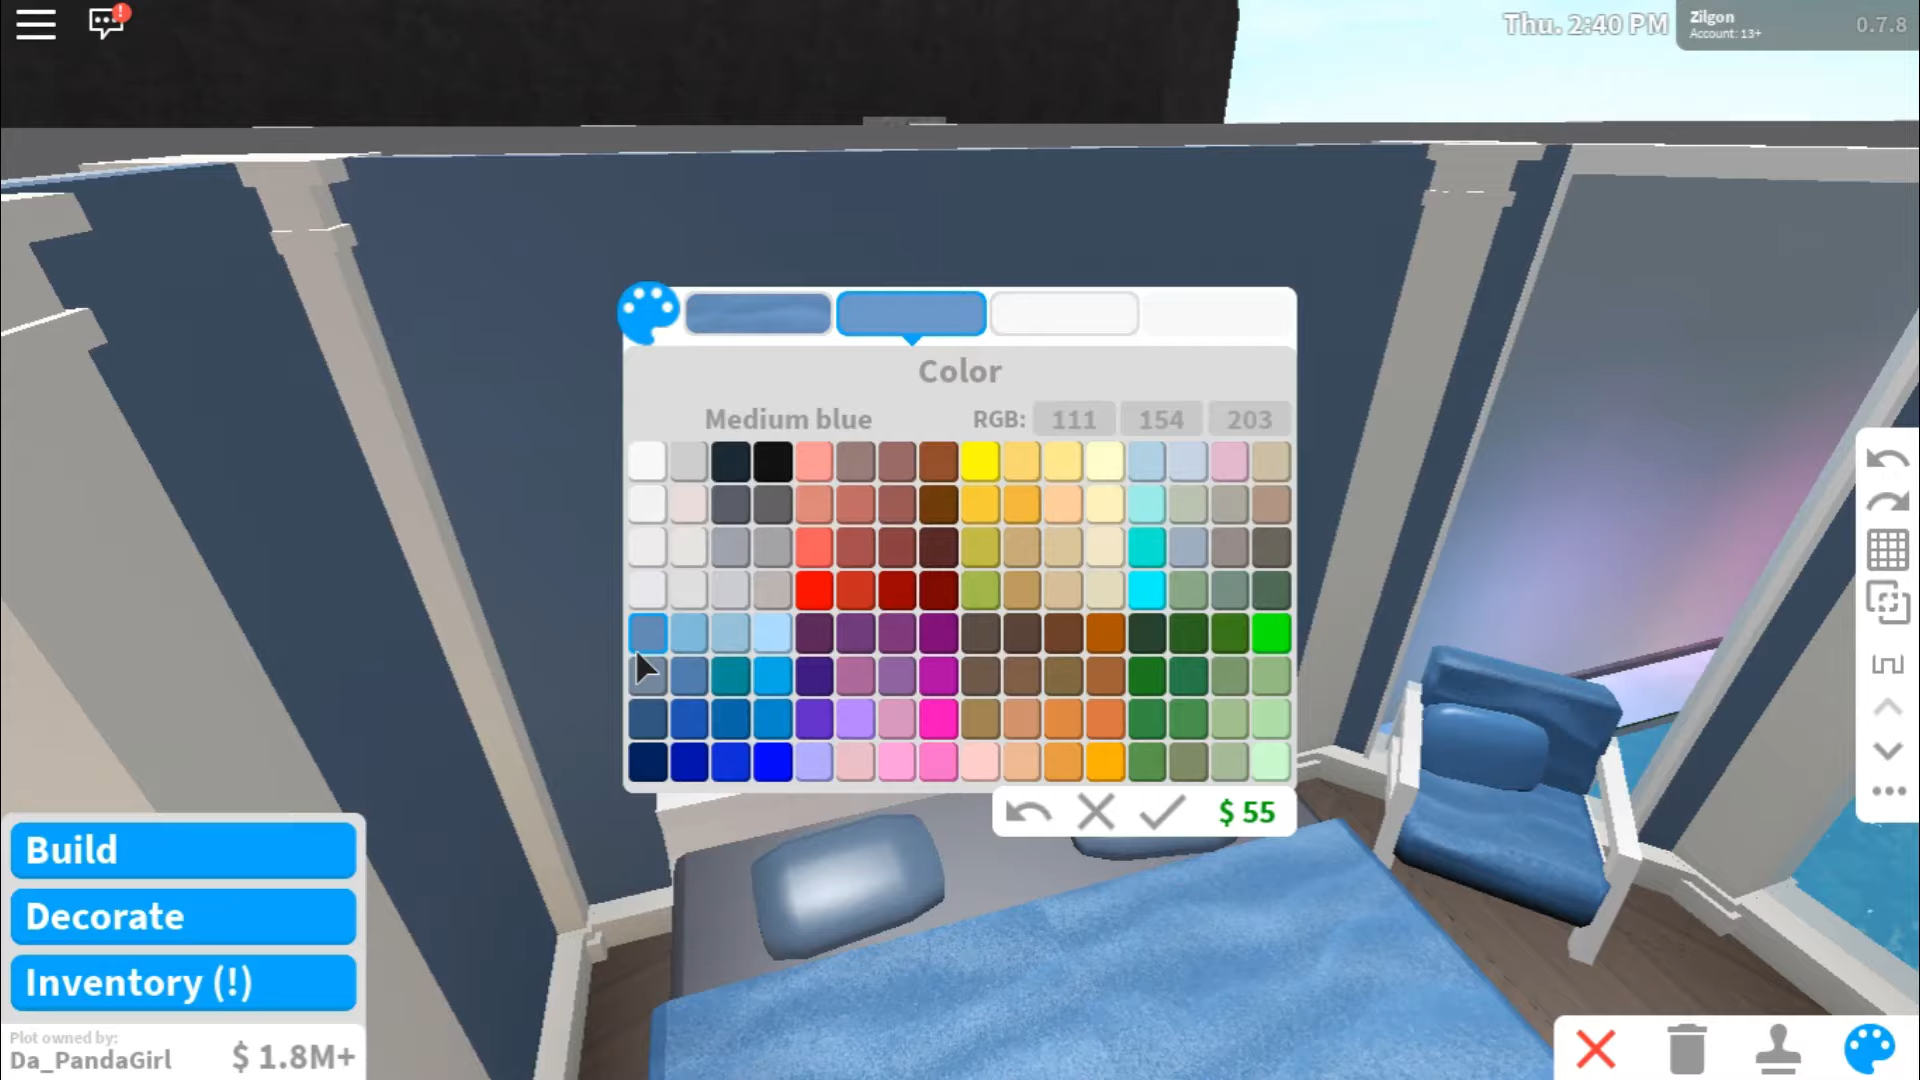 Thu. 2:40 PM
Zilgon
Account: 13+
0.7.8
Color
Medium blue
RGB: 111 154 203
$ 55
Build
Decorate
Inventory (!)
Plot owned by:
Da_PandaGirl
$ 1.8M+